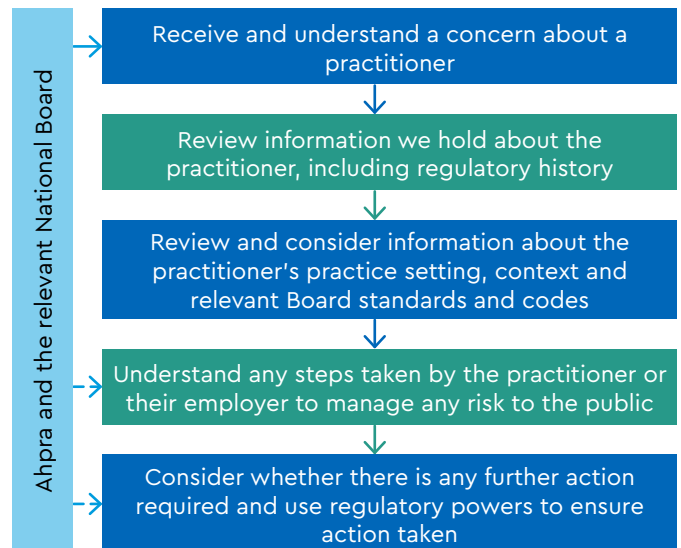 Ahpra and the relevant National Board
Receive and understand a concern about a
practitioner
Review information we hold about the
practitioner, including regulatory history
Review and consider information about the
practitioner’s practice setting, context and
relevant Board standards and codes
Understand any steps taken by the practitioner or
their employer to manage any risk to the public
Consider whether there is any further action
required and use regulatory powers to ensure
action taken